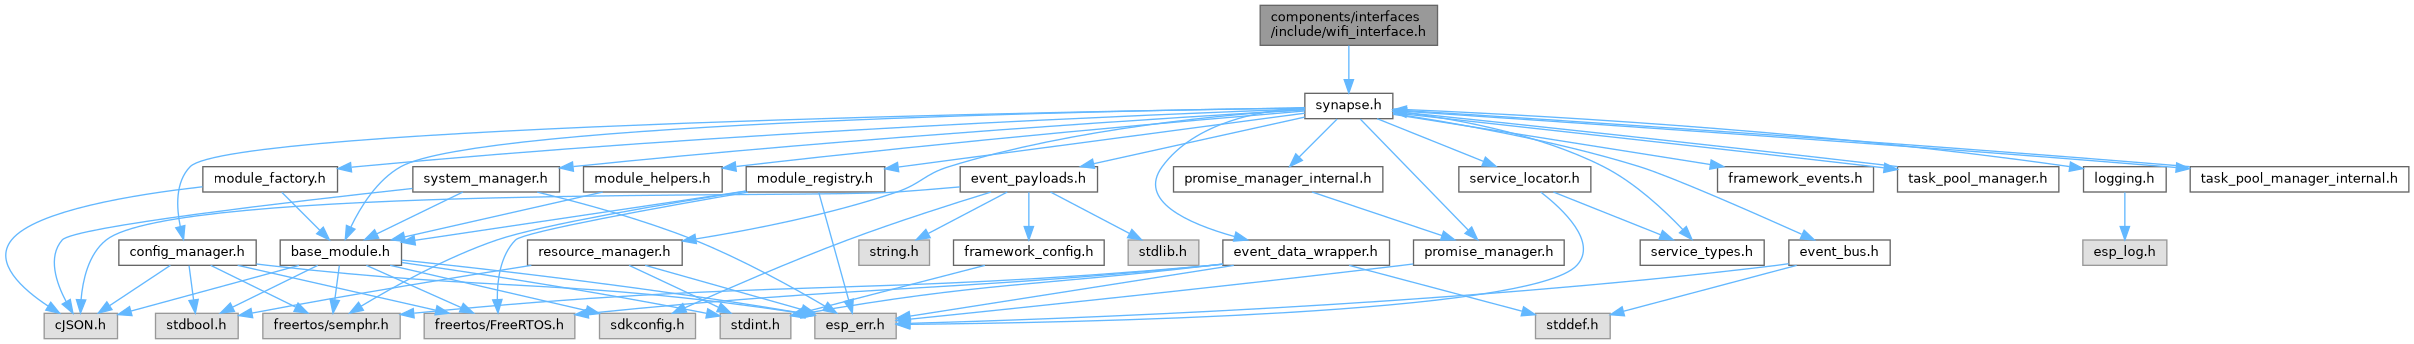 components/interfaces
/include/wifi_interface.h
synapse.h
module_factory.h
system_manager.h
module_helpers.h
module_registry.h
event_payloads.h
promise_manager_internal.h
service_locator.h
framework_events.h
task_pool_manager.h
logging.h
task_pool_manager_internal.h
config_manager.h
base_module.h
resource_manager.h
string.h
framework_config.h
stdlib.h
event_data_wrapper.h
promise_manager.h
service_types.h
event_bus.h
esp_log.h
cJSON.h
stdbool.h
freertos/semphr.h
freertos/FreeRTOS.h
sdkconfig.h
stdint.h
esp_err.h
stddef.h